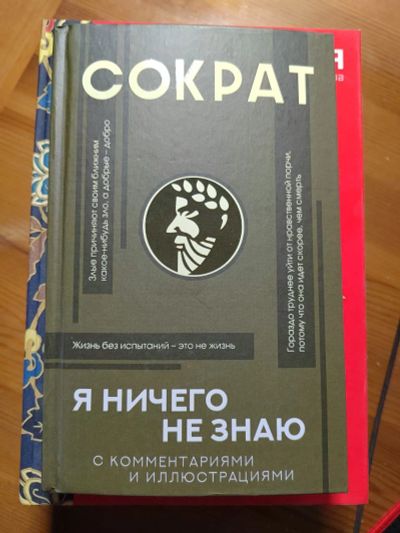 СОКРАТ
Злые причиняют своим ближним
какое-нибудь зло, а добрые – добро
Гораздо труднее уйти от нравственной порчи,
потому что она идет скорее, чем смерть
Жизнь без испытаний – это не жизнь
Я НИЧЕГО
НЕ ЗНАЮ
С КОММЕНТАРИЯМИ
И ИЛЛЮСТРАЦИЯМИ